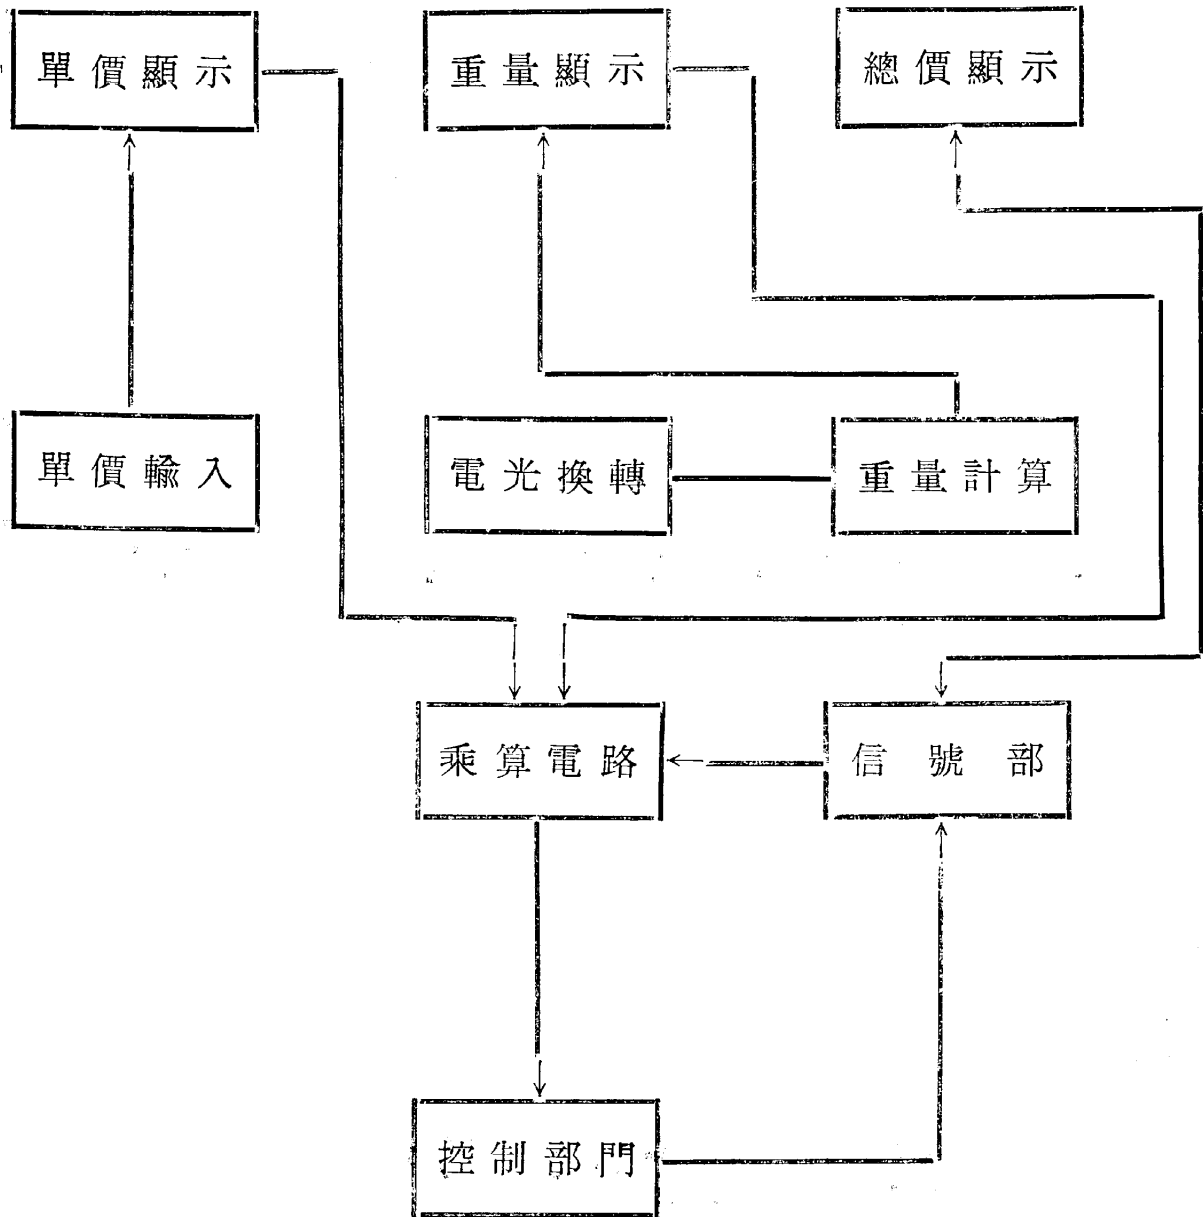 單價顯示
重量顯示
總價顯示
單價輸入
電光換轉
重量計算
乘算電路
信號部
控制部門